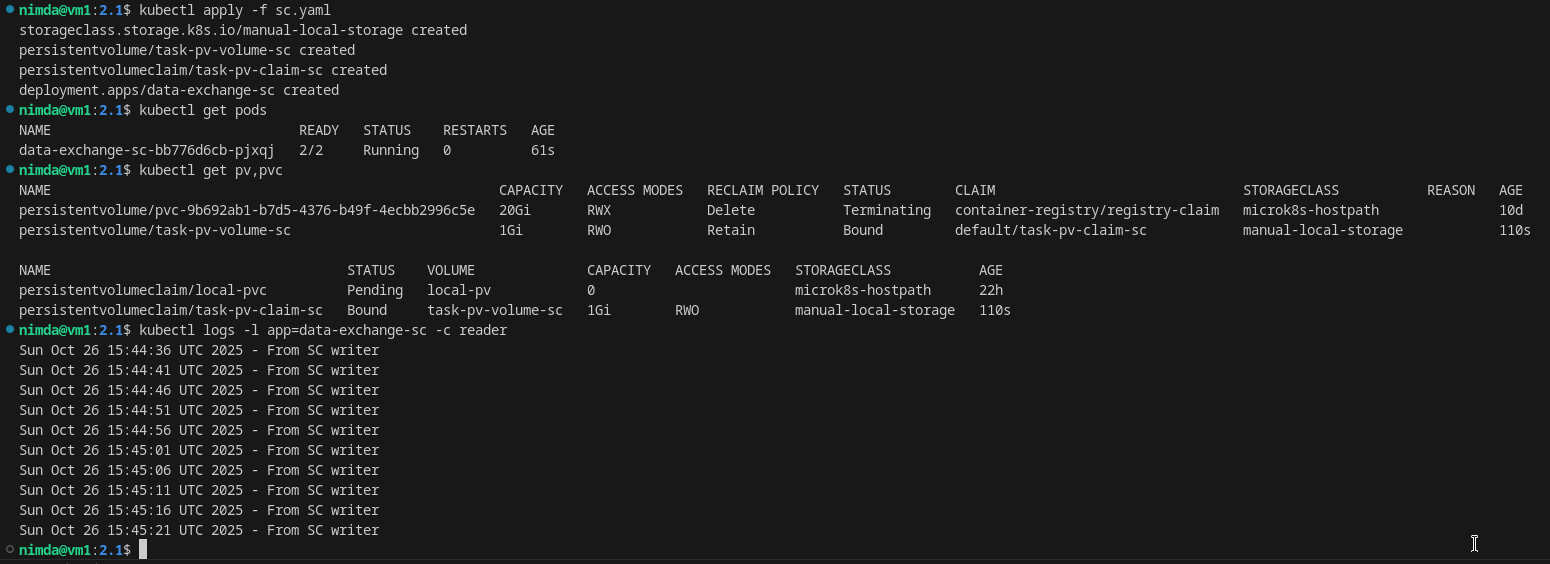 nimda@vm1:2.1$ kubectl apply -f sc.yaml
storageclass.storage.k8s.io/manual-local-storage created
persistentvolume/task-pv-volume-sc created
persistentvolumeclaim/task-pv-claim-sc created
deployment.apps/data-exchange-sc created
nimda@vm1:2.1$ kubectl get pods
NAME                               READY   STATUS    RESTARTS   AGE
data-exchange-sc-bb776d6cb-pjxqj   2/2     Running   0          61s
nimda@vm1:2.1$ kubectl get pv,pvc
NAME                                                        CAPACITY   ACCESS MODES   RECLAIM POLICY   STATUS        CLAIM                               STORAGECLASS           REASON   AGE
persistentvolume/pvc-9b692ab1-b7d5-4376-b49f-4ecbb2996c5e   20Gi       RWX            Delete           Terminating   container-registry/registry-claim   microk8s-hostpath               10d
persistentvolume/task-pv-volume-sc                          1Gi        RWO            Retain           Bound         default/task-pv-claim-sc            manual-local-storage            110s
NAME                                     STATUS    VOLUME              CAPACITY   ACCESS MODES   STORAGECLASS           AGE
persistentvolumeclaim/local-pvc          Pending   local-pv            0                         microk8s-hostpath      22h
persistentvolumeclaim/task-pv-claim-sc   Bound     task-pv-volume-sc   1Gi        RWO            manual-local-storage   110s
nimda@vm1:2.1$ kubectl logs -l app=data-exchange-sc -c reader
Sun Oct 26 15:44:36 UTC 2025 - From SC writer
Sun Oct 26 15:44:41 UTC 2025 - From SC writer
Sun Oct 26 15:44:46 UTC 2025 - From SC writer
Sun Oct 26 15:44:51 UTC 2025 - From SC writer
Sun Oct 26 15:44:56 UTC 2025 - From SC writer
Sun Oct 26 15:45:01 UTC 2025 - From SC writer
Sun Oct 26 15:45:06 UTC 2025 - From SC writer
Sun Oct 26 15:45:11 UTC 2025 - From SC writer
Sun Oct 26 15:45:16 UTC 2025 - From SC writer
Sun Oct 26 15:45:21 UTC 2025 - From SC writer
nimda@vm1:2.1$